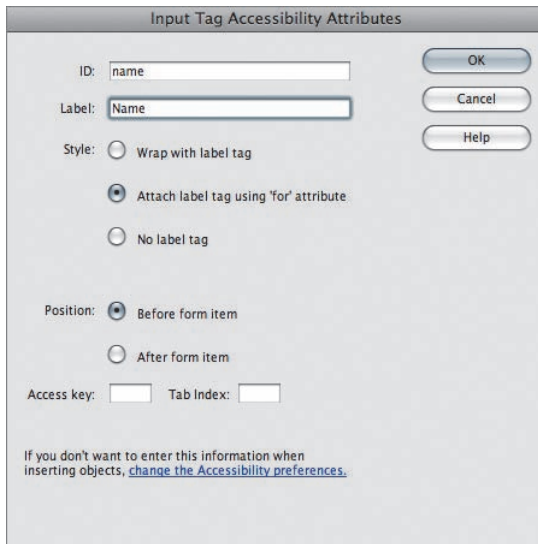 Input Tag Accessibility Attributes
ID: name
OK
Label: Name
Cancel
Help
Style: Wrap with label tag
Attach label tag using 'for' attribute
No label tag
Position: Before form item
After form item
Access key: Tab Index:
If you don't want to enter this information when
inserting objects, change the Accessibility preferences.